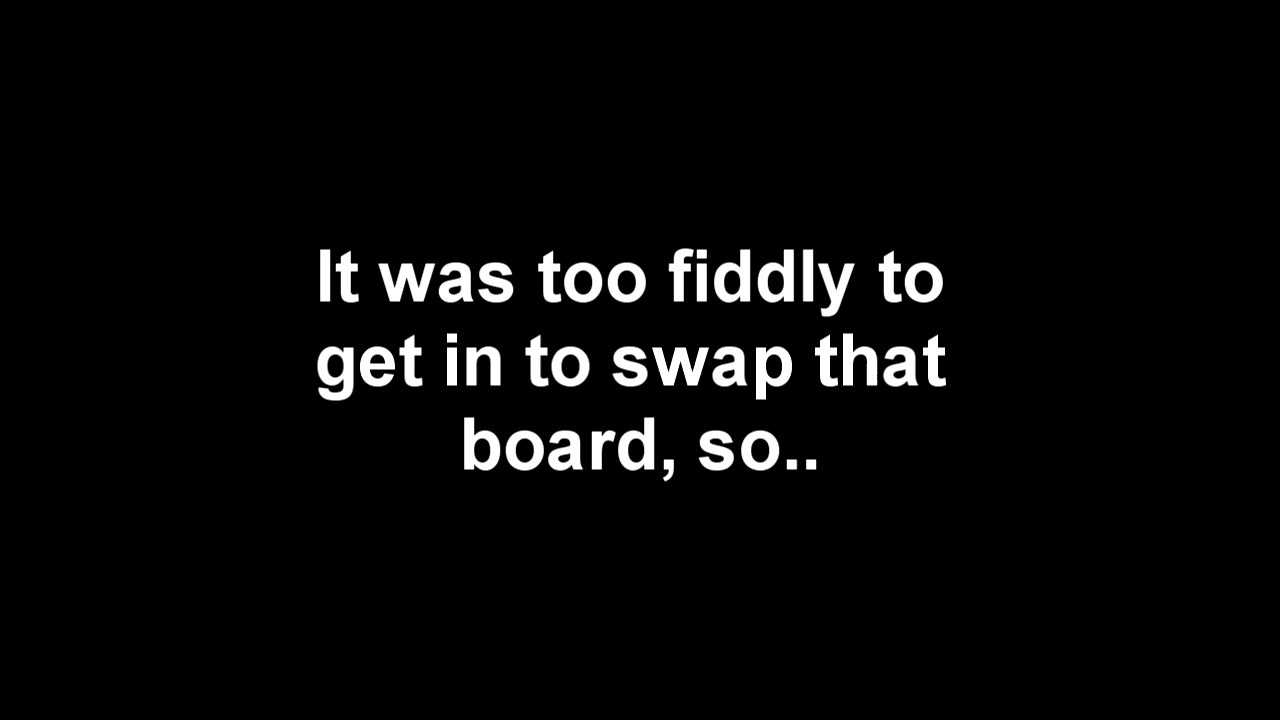 It was too fiddly to
get in to swap that
board, so..